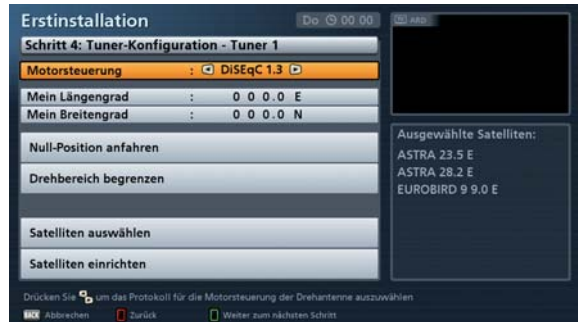 Erstinstallation
Do 00 00
ARD
Schritt 4: Tuner-Konfiguration - Tuner 1
Motorsteuerung : DiSEqC 1.3
Mein Längengrad : 0 0 0.0 E
Mein Breitengrad : 0 0 0.0 N
Null-Position anfahren
Drehbereich begrenzen
Satelliten auswählen
Satelliten einrichten
Ausgewählte Satelliten:
ASTRA 23.5 E
ASTRA 28.2 E
EUROBIRD 9 9.0 E
Drücken Sie um das Protokoll für die Motorsteuerung der Drehantenne auszuwählen
BACK Abbrechen Zurück Weiter zum nächsten Schritt